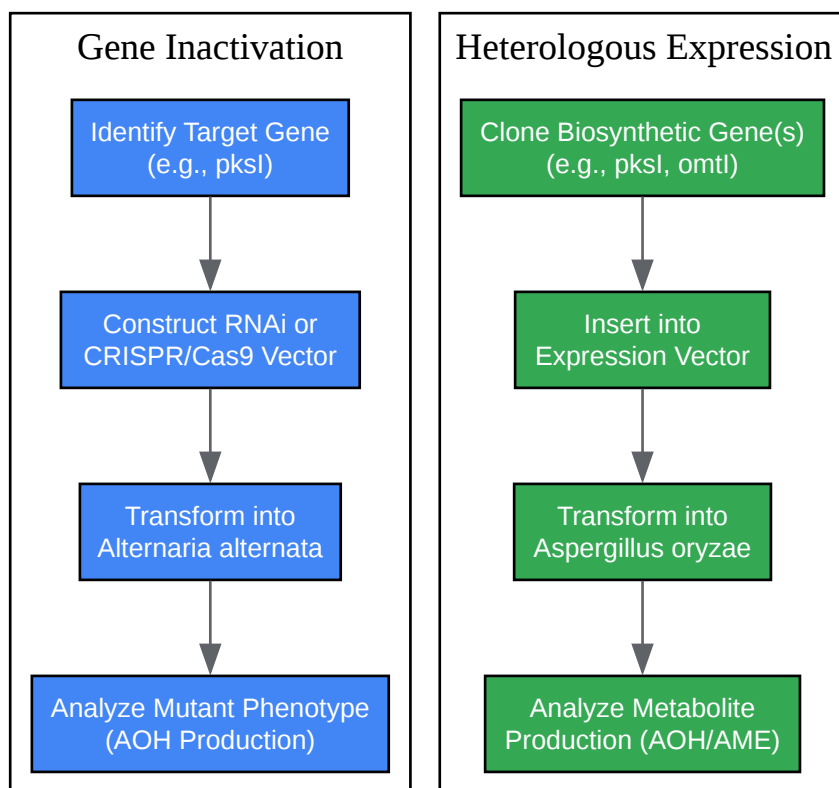 Gene Inactivation
Identify Target Gene
(e.g., pksI)
Construct RNAi or
CRISPR/Cas9 Vector
Transform into
Alternaria alternata
Analyze Mutant Phenotype
(AOH Production)
Heterologous Expression
Clone Biosynthetic Gene(s)
(e.g., pksI, omtI)
Insert into
Expression Vector
Transform into
Aspergillus oryzae
Analyze Metabolite
Production (AOH/AME)